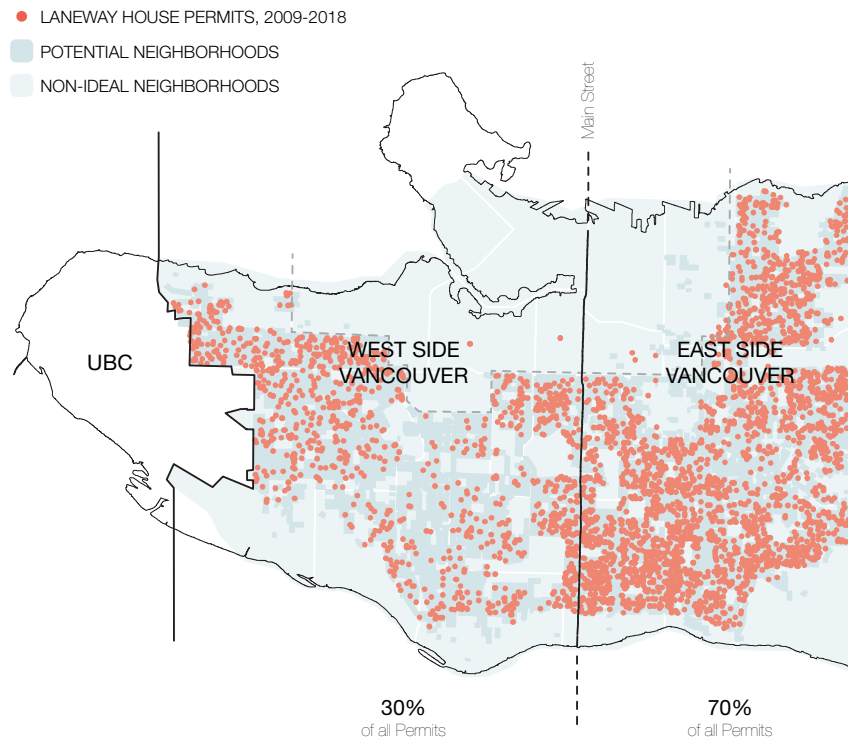 LANEWAY HOUSE PERMITS, 2009-2018
POTENTIAL NEIGHBORHOODS
NON-IDEAL NEIGHBORHOODS
Main Street
UBC
WEST SIDE
VANCOUVER
EAST SIDE
VANCOUVER
30%
of all Permits
70%
of all Permits